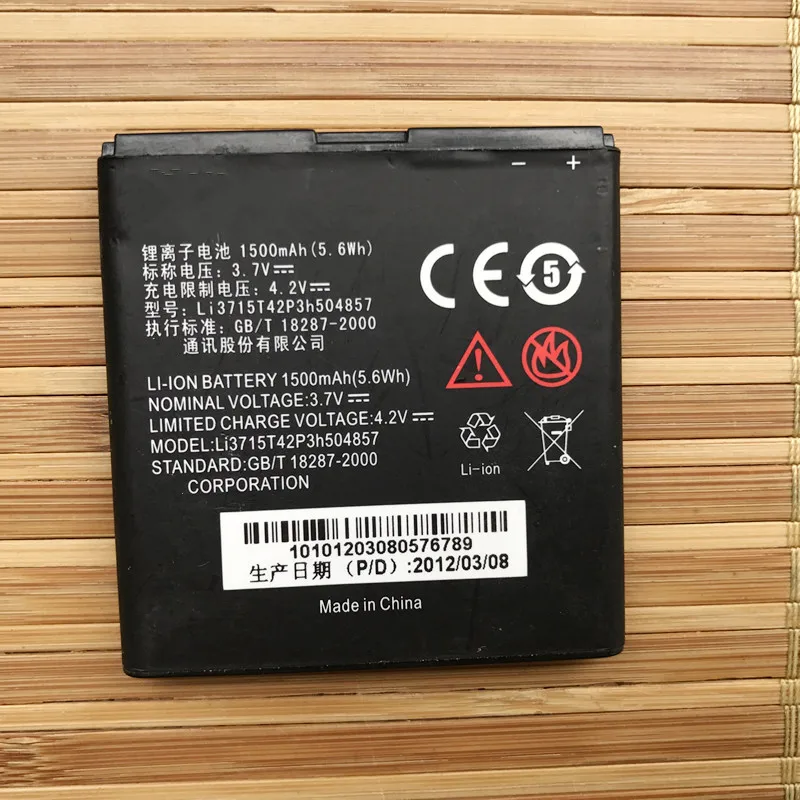 - +
锂离子电池 1500mAh(5.6Wh)
标称电压: 3.7V
充电限制电压: 4.2V
型号: Li3715T42P3h504857
执行标准: GB/T 18287-2000
通讯股份有限公司
CE 5
LI-ION BATTERY 1500mAh(5.6Wh)
NOMINAL VOLTAGE:3.7V
LIMITED CHARGE VOLTAGE:4.2V
MODEL:Li3715T42P3h504857
STANDARD:GB/T 18287-2000
CORPORATION
Li-ion
10101203080576789
生产日期 (P/D):2012/03/08
Made in China